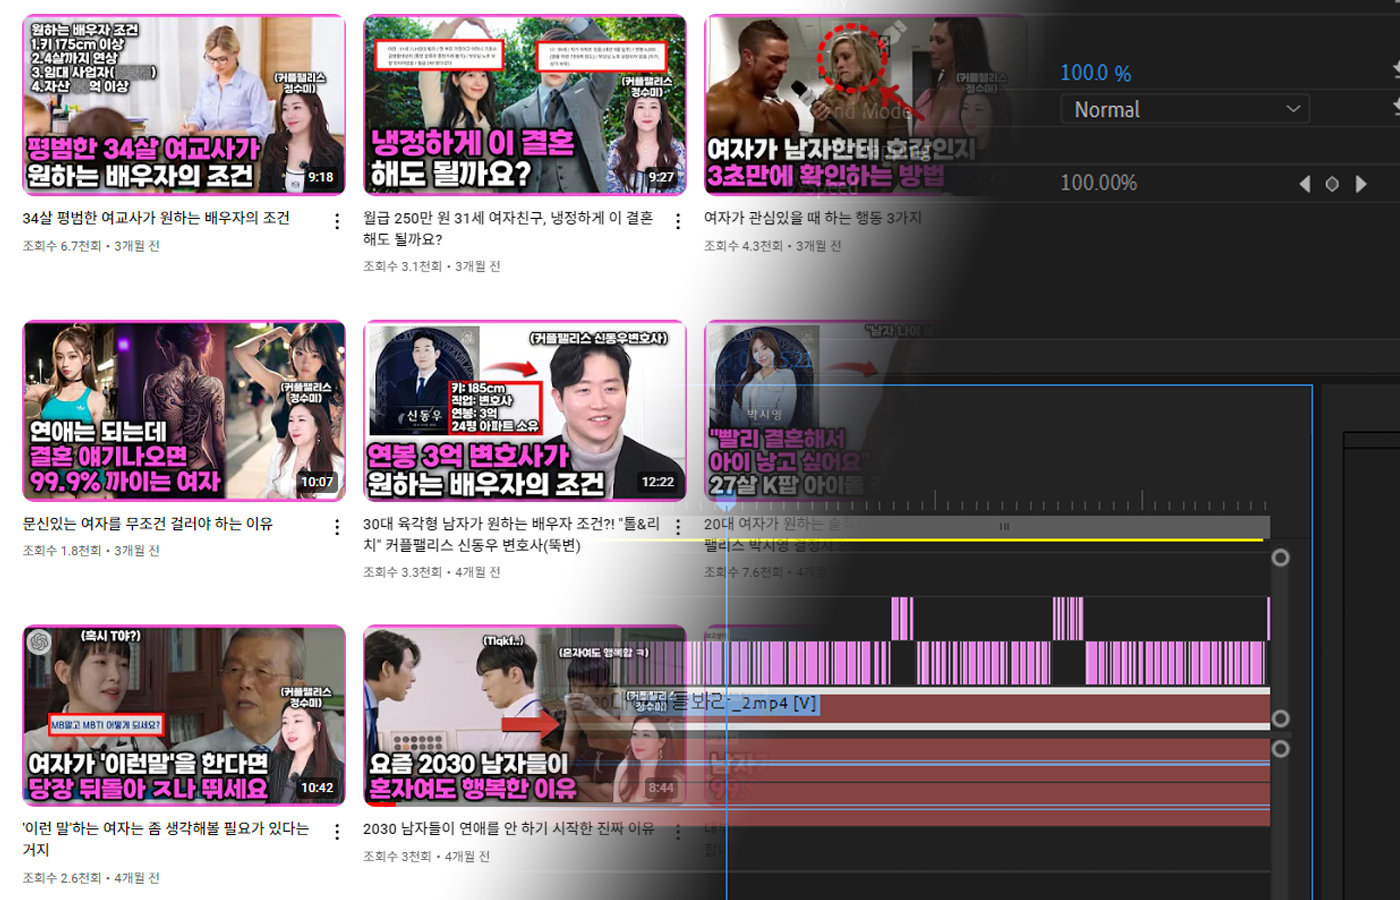 원하는 배우자 조건
1.키 175cm 이상
2.4살까지 연상
3.임대 사업자(
4.자산 억 이상
(커플팰리스
정수미)
평범한 34살 여교사가
원하는 배우자의 조건
9:18
34살 평범한 여교사가 원하는 배우자의 조건
조회수 6.7천회 • 3개월 전
(커플팰리스
정수미)
냉정하게 이 결혼
해도 될까요?
9:27
월급 250만 원 31세 여자친구, 냉정하게 이 결혼
해도 될까요?
조회수 3.1천회 • 3개월 전
(커플팰리스
정수미)
여자가 남자한테 호감인지
3초만에 확인하는 방법
여자가 관심있을 때 하는 행동 3가지
조회수 4.3천회 • 3개월 전
100.0 %
Normal
100.00%
(커플팰리스
정수미)
연애는 되는데
결혼 얘기나오면
99.9% 까이는 여자
10:07
문신있는 여자를 무조건 걸러야 하는 이유
조회수 1.8천회 • 3개월 전
(커플팰리스 신동우변호사)
신동우
키: 185cm
직업: 변호사
연봉: 3억
24평 아파트 소유
연봉 3억 변호사가
원하는 배우자의 조건
12:22
30대 육각형 남자가 원하는 배우자 조건?! "톨&리
치" 커플팰리스 신동우 변호사(뚝변)
조회수 3.3천회 • 4개월 전
박시영
"빨리 결혼해서
아이 낳고 싶어요"
27살 K팝 아이돌
20대 여자가 원하는 솔직
팰리스 박시영
조회수 7.6천회 • 4개월
(혹시 T야?)
MB말고 MBTI 어떻게 되세요?
(커플팰리스
정수미)
여자가 '이런말'을 한다면
당장 뒤돌아 ㅈ나 뛰세요
10:42
'이런 말'하는 여자는 좀 생각해볼 필요가 있다는
거지
조회수 2.6천회 • 4개월 전
(Tlqkf..)
(혼자여도 행복함 ㅋ)
(커플팰리스
정수미)
요즘 2030 남자들이
혼자여도 행복한 이유
8:44
2030 남자들이 연애를 안 하기 시작한 진짜 이유
조회수 3천회 • 4개월 전
_2.mp4 [V]